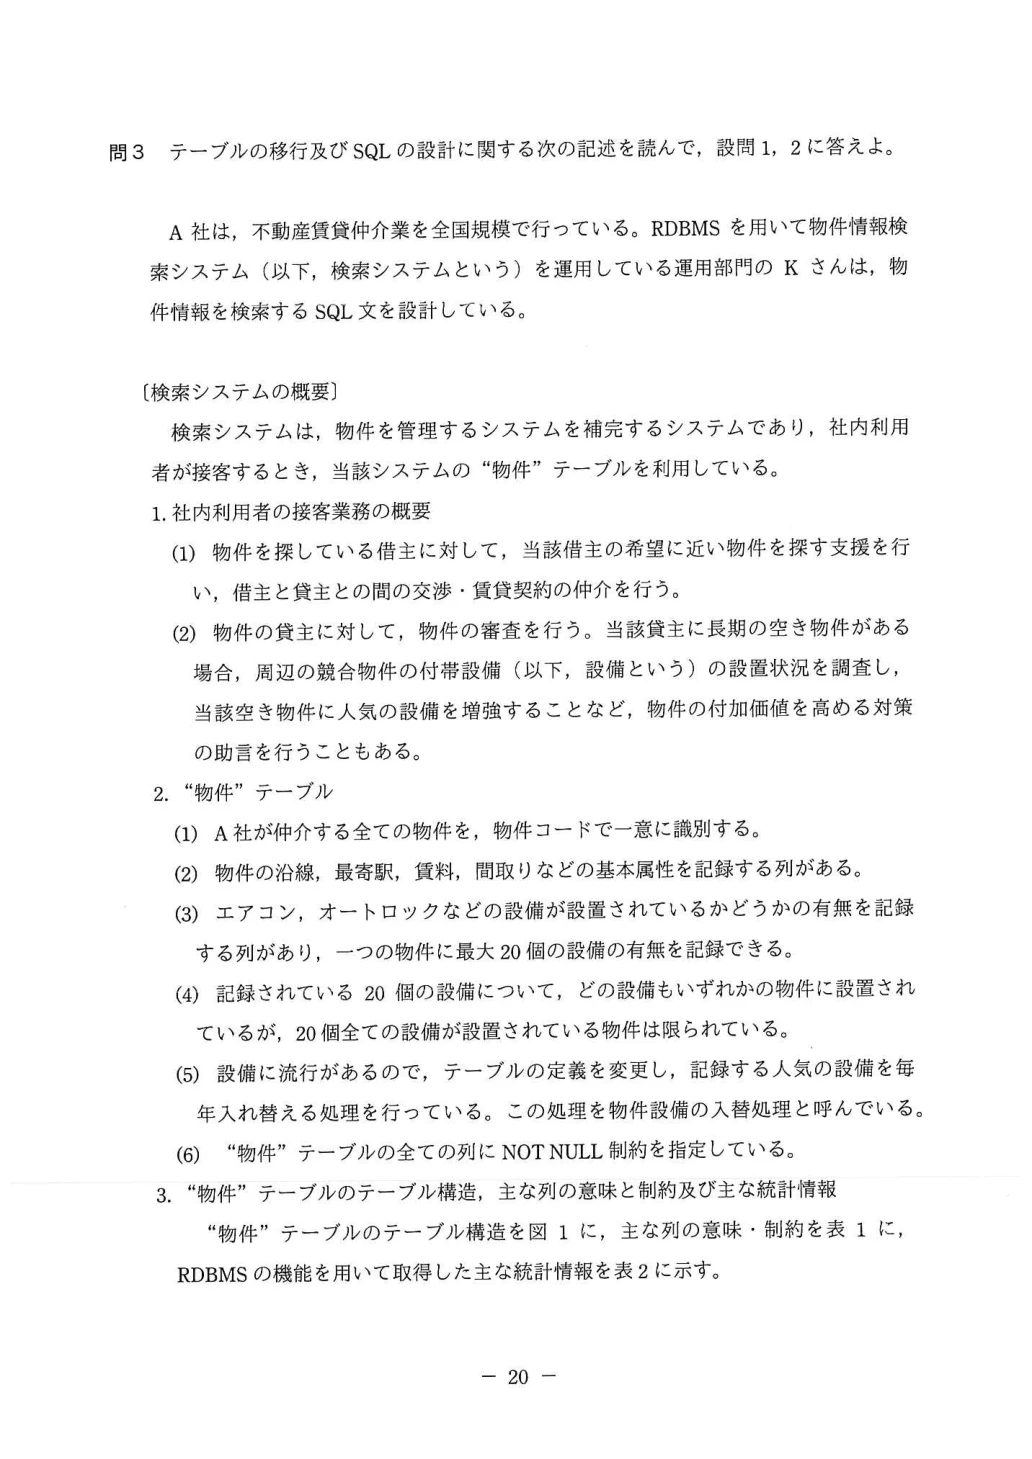 問3 テーブルの移行及び SQL の設計に関する次の記述を読んで，設問 1，2 に答えよ。
A 社は，不動産賃貸仲介業を全国規模で行っている。RDBMS を用いて物件情報検
索システム（以下，検索システムという）を運用している運用部門の K さんは，物
件情報を検索する SQL 文を設計している。
〔検索システムの概要〕
検索システムは，物件を管理するシステムを補完するシステムであり，社内利用
者が接客するとき，当該システムの“物件”テーブルを利用している。
1. 社内利用者の接客業務の概要
(1) 物件を探している借主に対して，当該借主の希望に近い物件を探す支援を行
い，借主と貸主との間の交渉・賃貸契約の仲介を行う。
(2) 物件の貸主に対して，物件の審査を行う。当該貸主に長期の空き物件がある
場合，周辺の競合物件の付帯設備（以下，設備という）の設置状況を調査し，
当該空き物件に人気の設備を増強することなど，物件の付加価値を高める対策
の助言を行うこともある。
2. “物件”テーブル
(1) A 社が仲介する全ての物件を，物件コードで一意に識別する。
(2) 物件の沿線，最寄駅，賃料，間取りなどの基本属性を記録する列がある。
(3) エアコン，オートロックなどの設備が設置されているかどうかの有無を記録
する列があり，一つの物件に最大 20 個の設備の有無を記録できる。
(4) 記録されている 20 個の設備について，どの設備もいずれかの物件に設置され
ているが，20 個全ての設備が設置されている物件は限られている。
(5) 設備に流行があるので，テーブルの定義を変更し，記録する人気の設備を毎
年入れ替える処理を行っている。この処理を物件設備の入替処理と呼んでいる。
(6) “物件”テーブルの全ての列に NOT NULL 制約を指定している。
3. “物件”テーブルのテーブル構造，主な列の意味と制約及び主な統計情報
“物件”テーブルのテーブル構造を図 1 に，主な列の意味・制約を表 1 に，
RDBMS の機能を用いて取得した主な統計情報を表 2 に示す。
－ 20 －